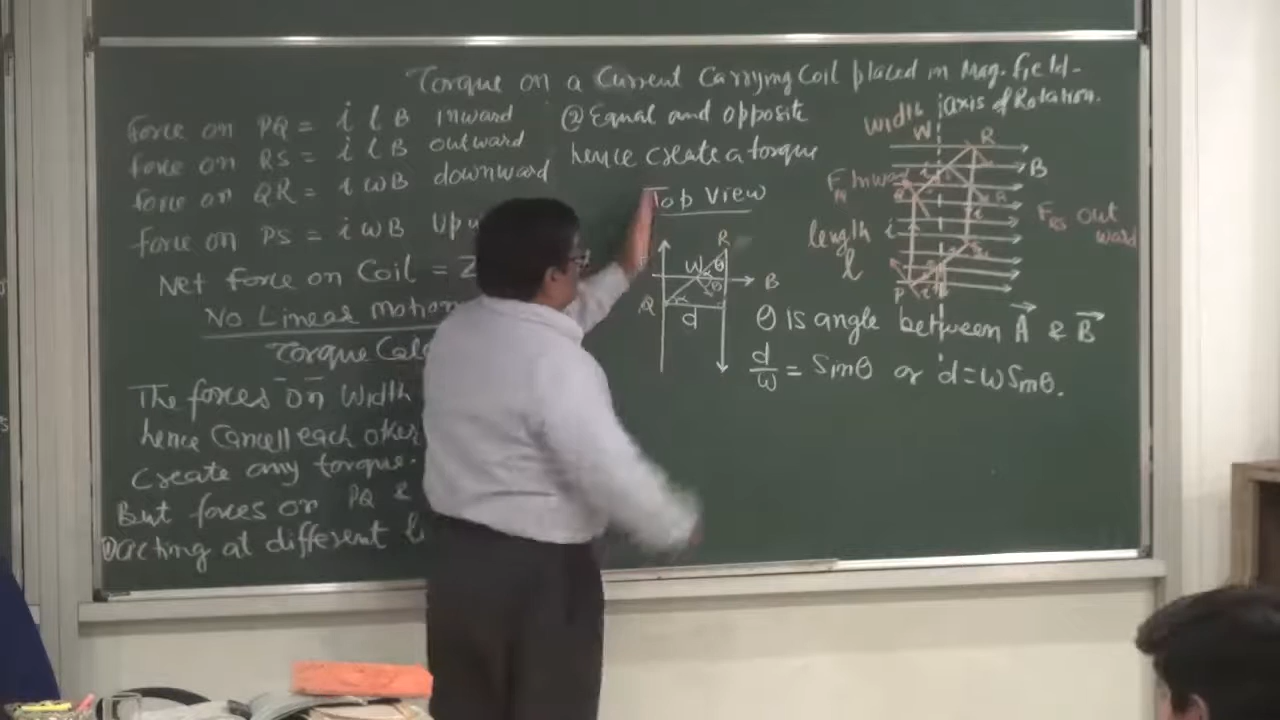 Torque on a Current Carrying Coil placed in Mag. field-
force on PQ = i l B inward
force on RS = i l B outward
force on QR = i w B downward
force on PS = i w B
Net force on Coil =
No Linear motion
Torque
The forces on width
hence Cancell each other
create any torque.
But forces on PQ &
① acting at different
② Equal and opposite
hence create a torque
Top View
R
W
θ
B
Q
d
θ is angle between A⃗ & B⃗
d/w = Sinθ or d = w Sinθ.
width axis of Rotation.
W R
B
inward
F_RS out
ward
length i
l
P